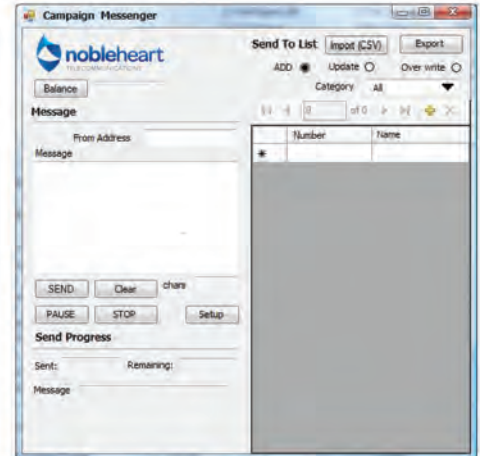 Campaign Messenger
nobleheart
TELECOMMUNICATIONS
Balance
Message
From Address
Message
SEND
Clear
chars
PAUSE
STOP
Setup
Send Progress
Sent:
Remaining:
Message
Send To List
Import (CSV)
Export
ADD
Update
Over write
Category
All
0
of 0
Number
Name